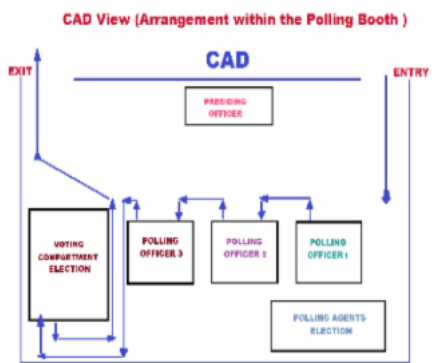 CAD View (Arrangement within the Polling Booth )
CAD
EXIT
ENTRY
PRESIDING
OFFICER
VOTING
COMPARTMENT
ELECTION
POLLING
OFFICER 3
POLLING
OFFICER 2
POLLING
OFFICER 1
POLLING AGENTS
ELECTION